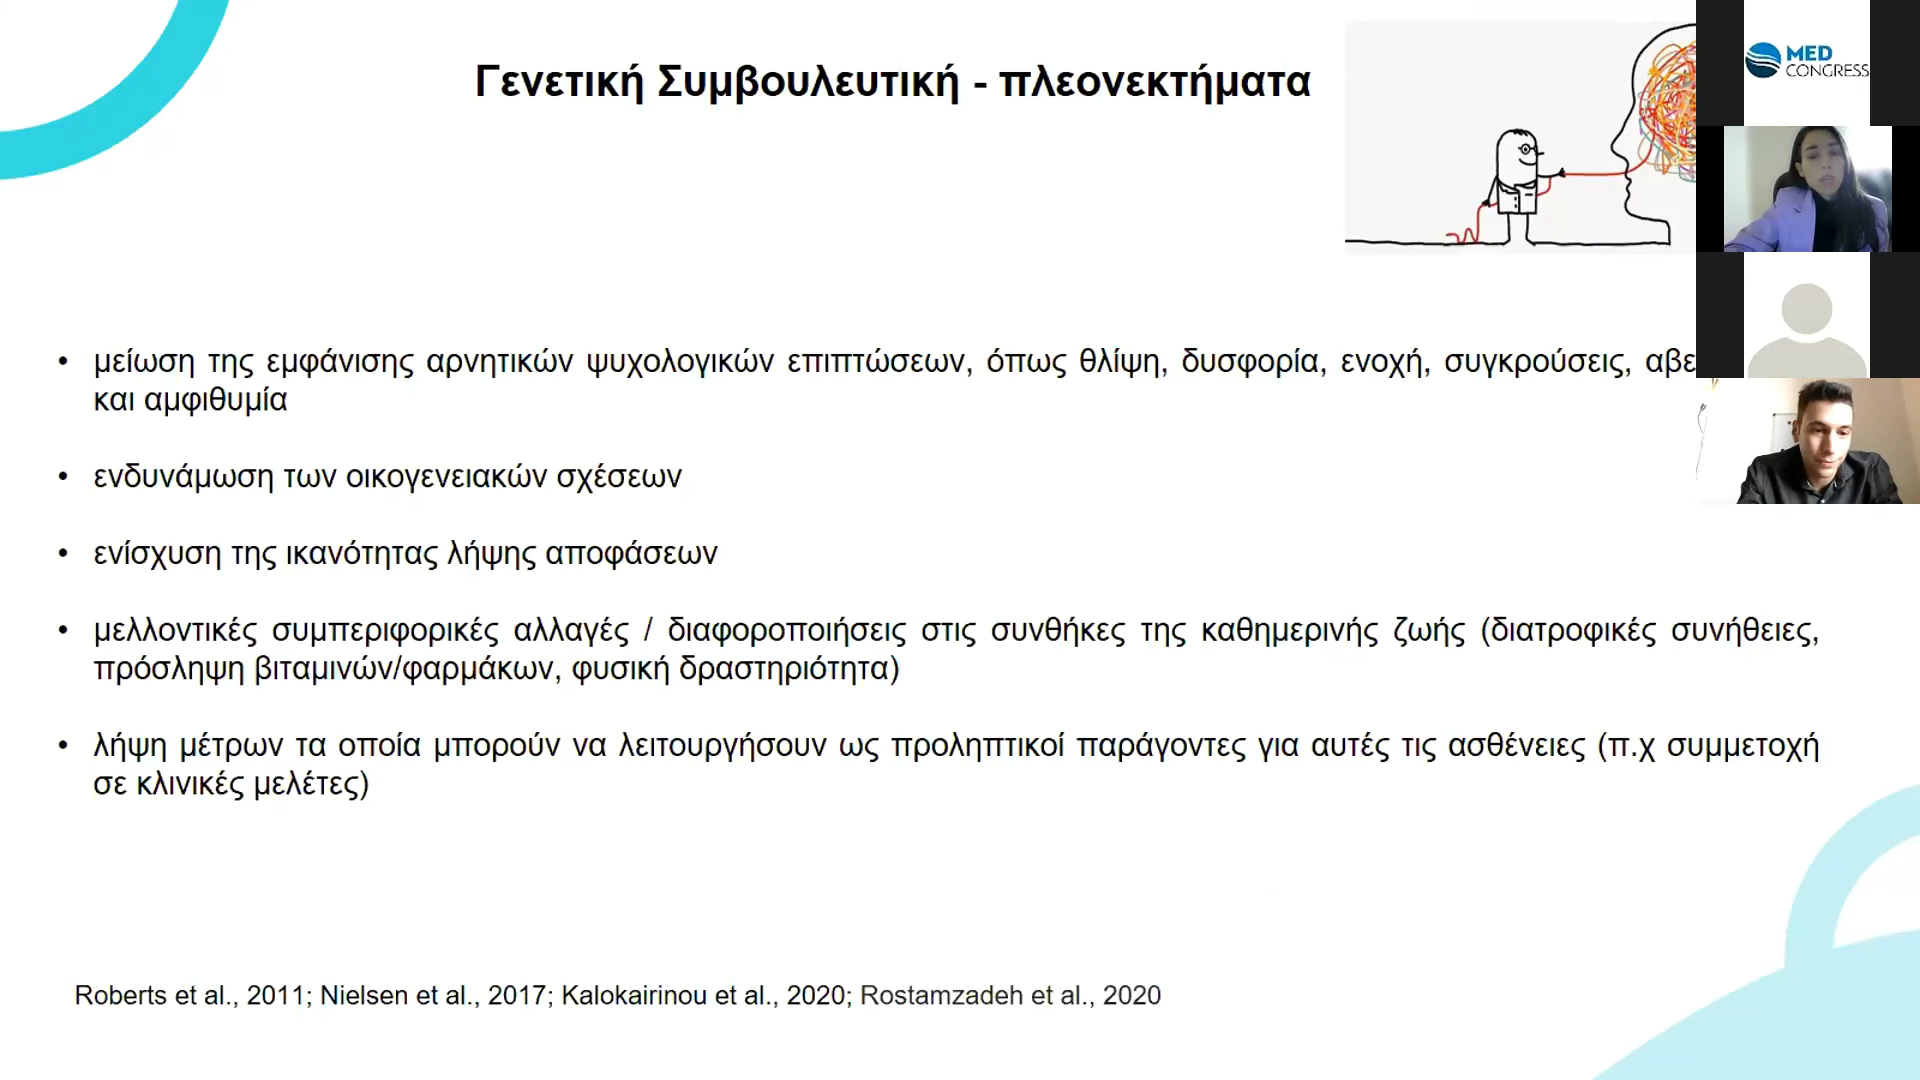 Γενετική Συμβουλευτική - πλεονεκτήματα
MED
CONGRESS
• μείωση της εμφάνισης αρνητικών ψυχολογικών επιπτώσεων, όπως θλίψη, δυσφορία, ενοχή, συγκρούσεις,
και αμφιθυμία
• ενδυνάμωση των οικογενειακών σχέσεων
• ενίσχυση της ικανότητας λήψης αποφάσεων
• μελλοντικές συμπεριφορικές αλλαγές / διαφοροποιήσεις στις συνθήκες της καθημερινής ζωής (διατροφικές συνήθειες,
πρόσληψη βιταμινών/φαρμάκων, φυσική δραστηριότητα)
• λήψη μέτρων τα οποία μπορούν να λειτουργήσουν ως προληπτικοί παράγοντες για αυτές τις ασθένειες (π.χ συμμετοχή
σε κλινικές μελέτες)
Roberts et al., 2011; Nielsen et al., 2017; Kalokairinou et al., 2020; Rostamzadeh et al., 2020